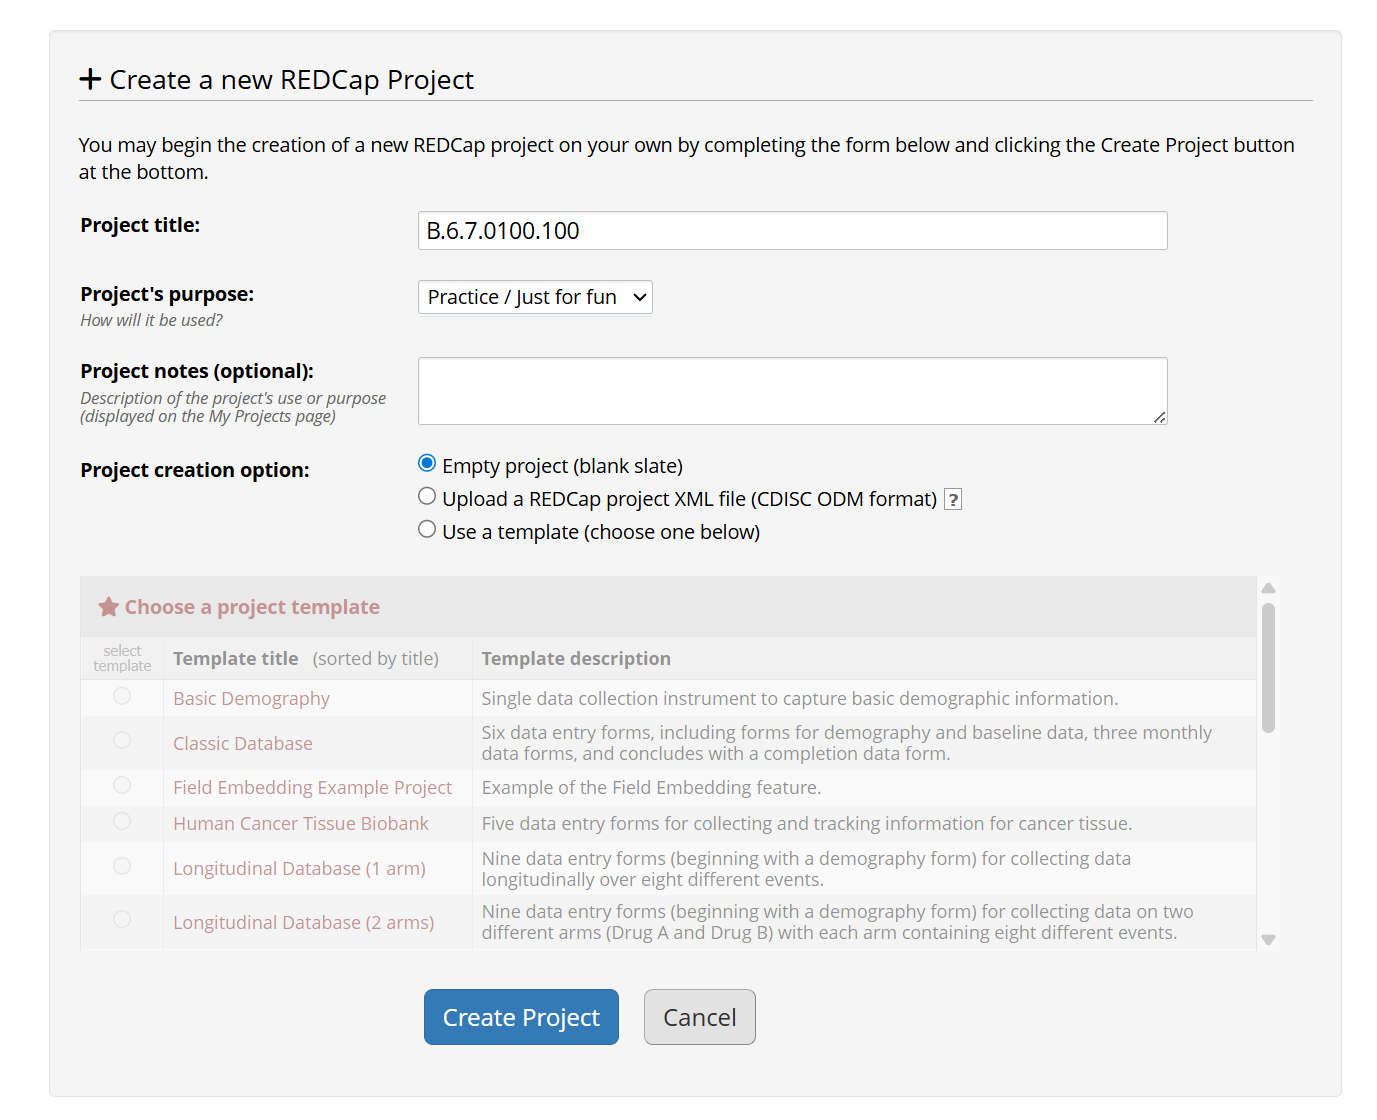 Create a new REDCap Project
You may begin the creation of a new REDCap project on your own by completing the form below and clicking the Create Project button
at the bottom.
Project title:
B.6.7.0100.100
Project's purpose:
How will it be used?
Practice / Just for fun
Project notes (optional):
Description of the project's use or purpose
(displayed on the My Projects page)
Project creation option:
Empty project (blank slate)
Upload a REDCap project XML file (CDISC ODM format) ?
Use a template (choose one below)
Choose a project template
select
template
Template title (sorted by title)
Template description
Basic Demography
Single data collection instrument to capture basic demographic information.
Classic Database
Six data entry forms, including forms for demography and baseline data, three monthly
data forms, and concludes with a completion data form.
Field Embedding Example Project
Example of the Field Embedding feature.
Human Cancer Tissue Biobank
Five data entry forms for collecting and tracking information for cancer tissue.
Longitudinal Database (1 arm)
Nine data entry forms (beginning with a demography form) for collecting data
longitudinally over eight different events.
Longitudinal Database (2 arms)
Nine data entry forms (beginning with a demography form) for collecting data on two
different arms (Drug A and Drug B) with each arm containing eight different events.
Create Project
Cancel